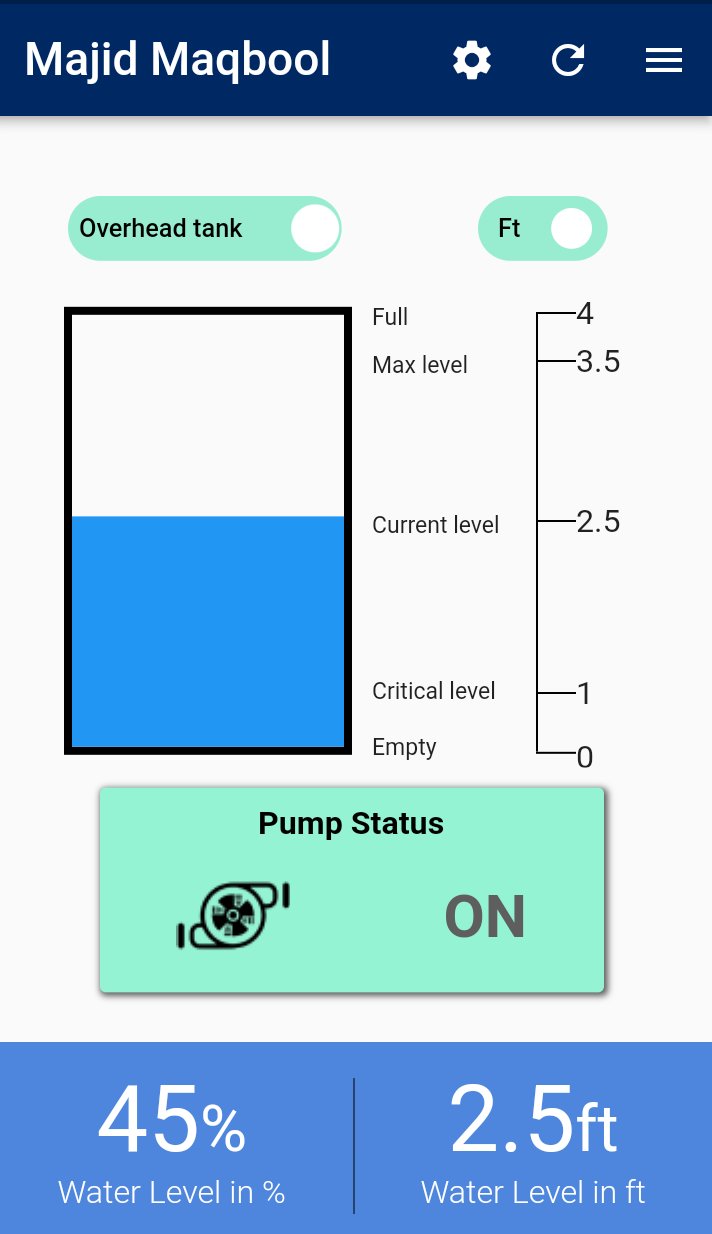 Majid Maqbool
Overhead tank
Ft
Full
4
Max level
3.5
Current level
2.5
Critical level
1
Empty
0
Pump Status
ON
45%
2.5ft
Water Level in %
Water Level in ft